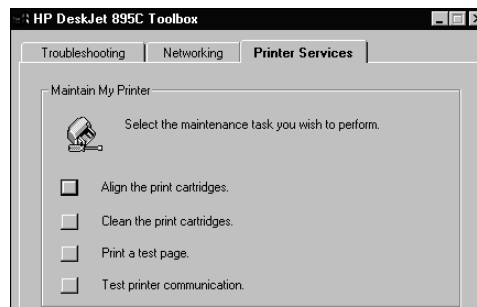 HP DeskJet 895C Toolbox
Troubleshooting Networking Printer Services
Maintain My Printer
Select the maintenance task you wish to perform.
Align the print cartridges.
Clean the print cartridges.
Print a test page.
Test printer communication.